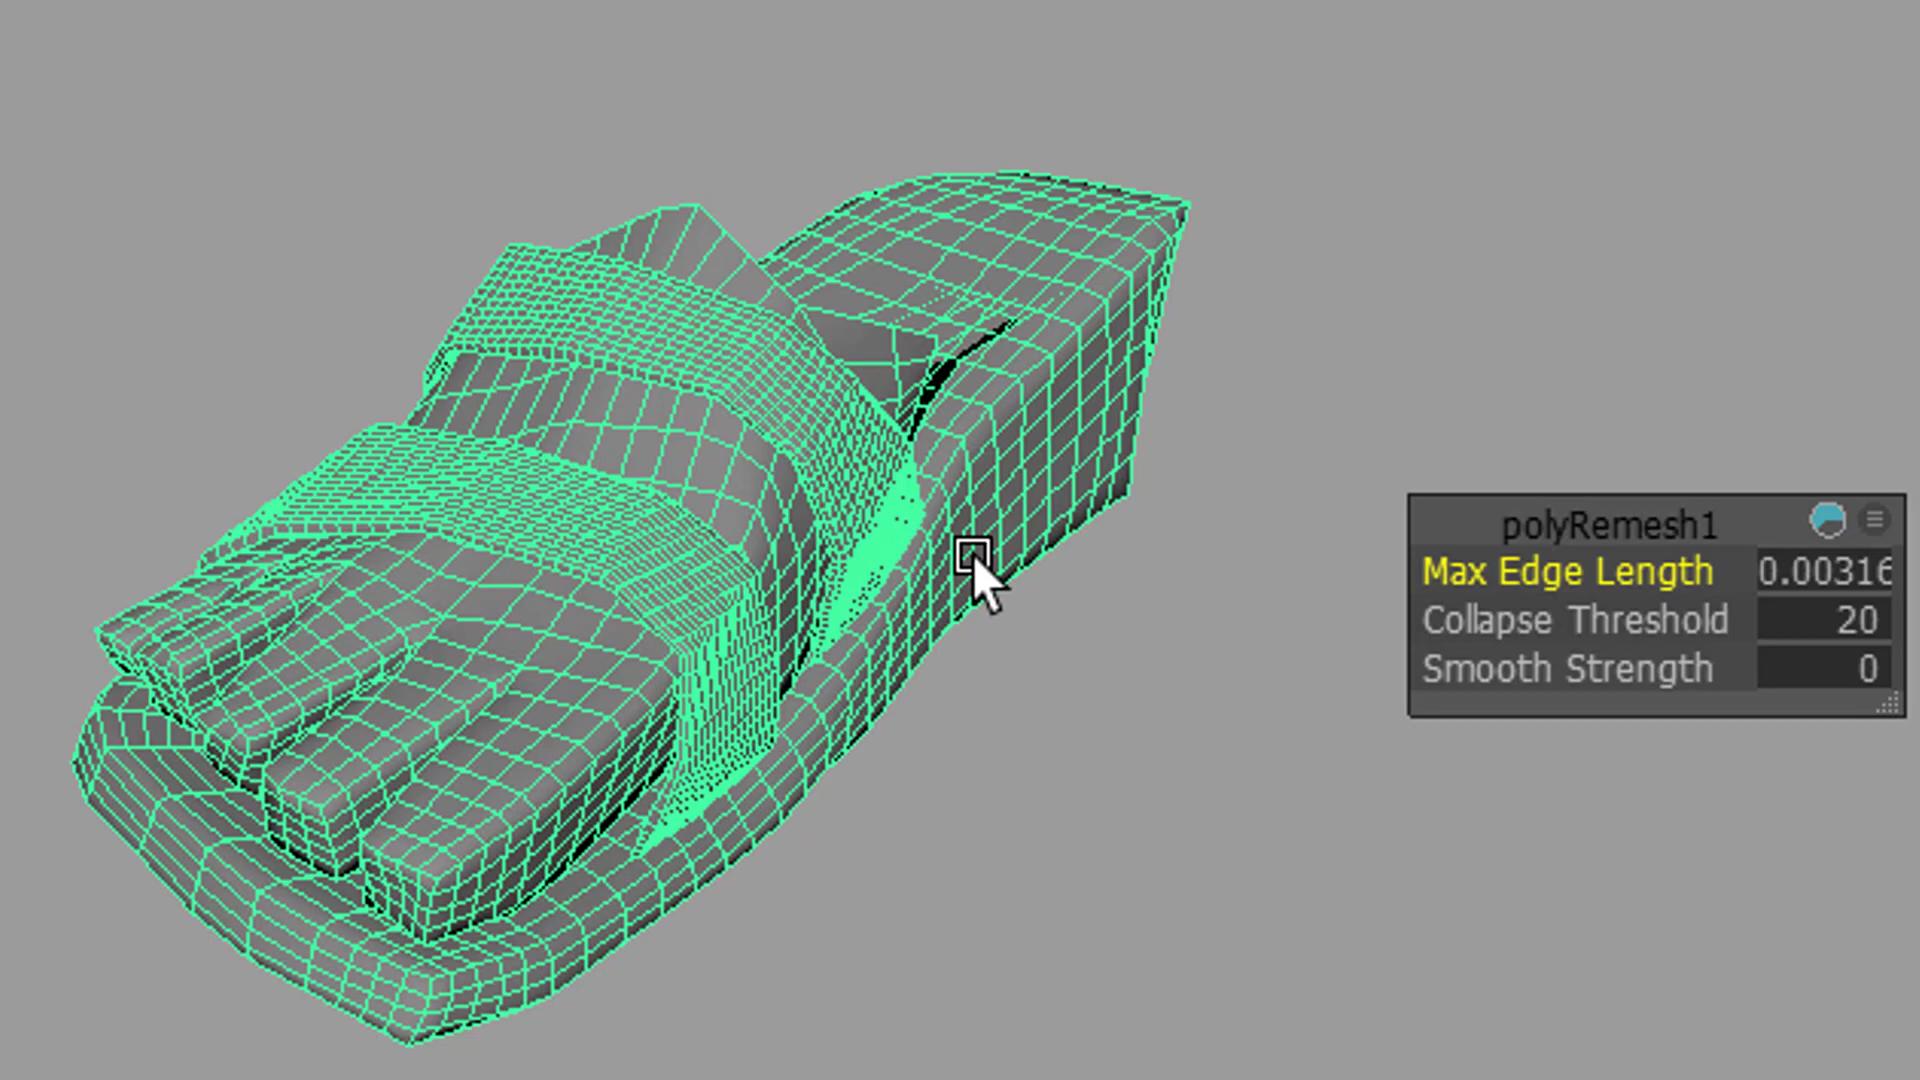 polyRemesh1
Max Edge Length 0.00316
Collapse Threshold 20
Smooth Strength 0